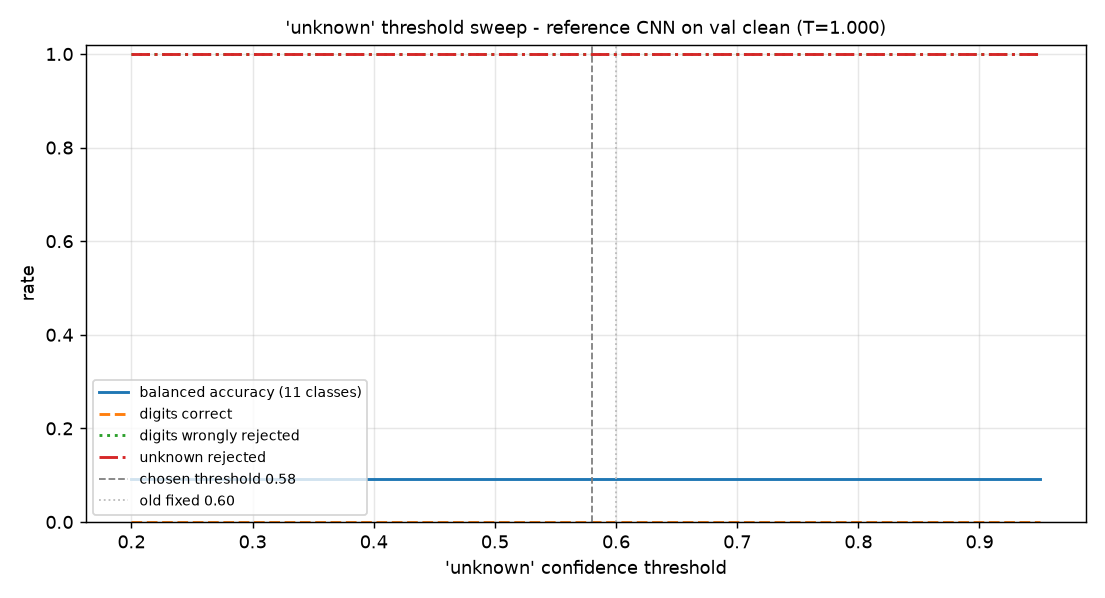 'unknown' threshold sweep - reference CNN on val clean (T=1.000)
1.0
0.8
0.6
0.4
0.2
0.0
rate
balanced accuracy (11 classes)
digits correct
digits wrongly rejected
unknown rejected
chosen threshold 0.58
old fixed 0.60
0.2 0.3 0.4 0.5 0.6 0.7 0.8 0.9
'unknown' confidence threshold